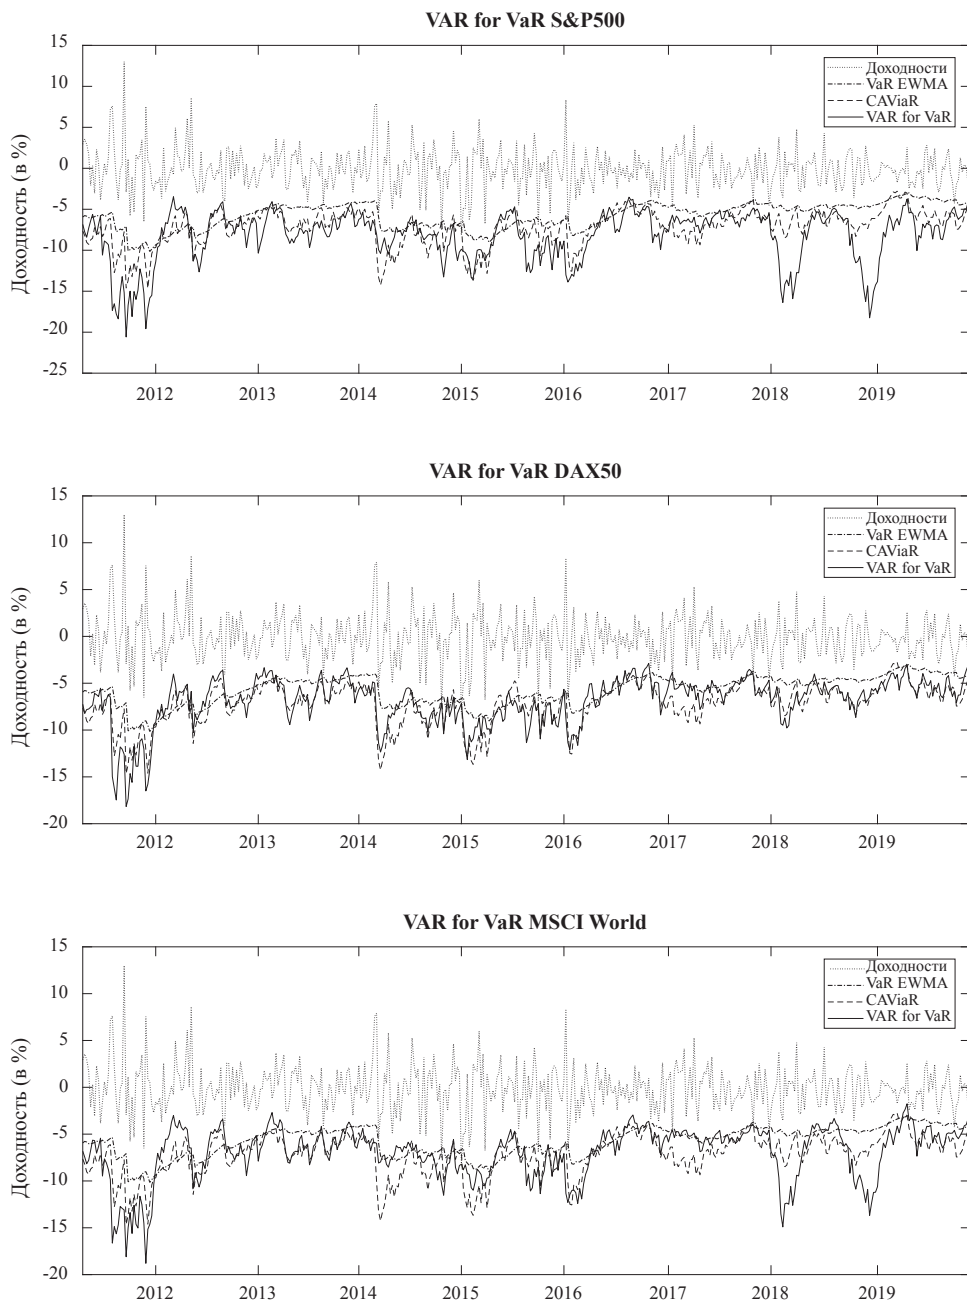 VAR for VaR S&P500
Доходность (в %)
15
10
5
0
-5
-10
-15
-20
-25
Доходности
VaR EWMA
CAViaR
VAR for VaR
2012 2013 2014 2015 2016 2017 2018 2019
VAR for VaR DAX50
Доходность (в %)
15
10
5
0
-5
-10
-15
-20
Доходности
VaR EWMA
CAViaR
VAR for VaR
2012 2013 2014 2015 2016 2017 2018 2019
VAR for VaR MSCI World
Доходность (в %)
15
10
5
0
-5
-10
-15
-20
Доходности
VaR EWMA
CAViaR
VAR for VaR
2012 2013 2014 2015 2016 2017 2018 2019